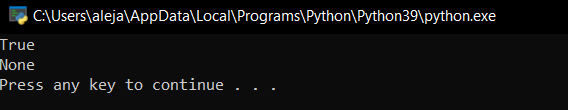 C:\Users\aleja\AppData\Local\Programs\Python\Python39\python.exe
True
None
Press any key to continue . . .